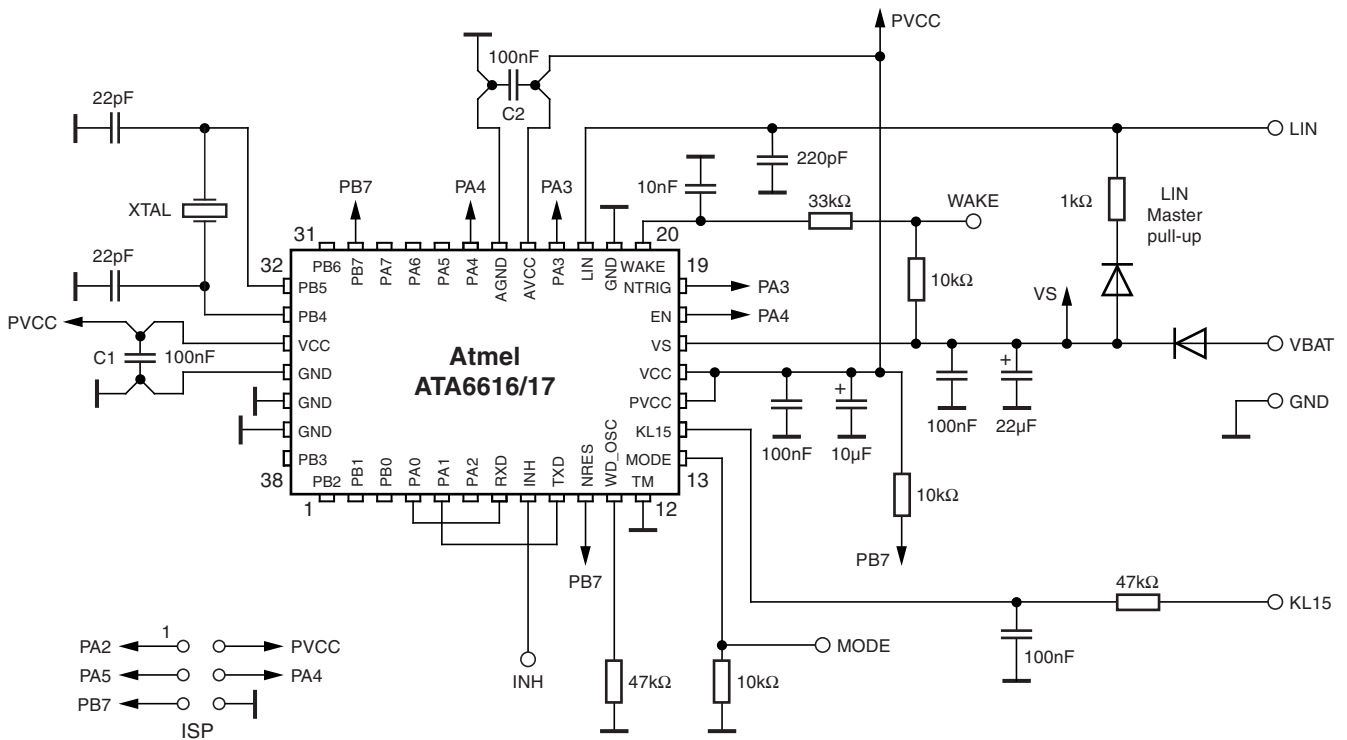 PVCC
100nF
C2
22pF
LIN
220pF
10nF
PB7
PA4
PA3
1kΩ
LIN
Master
pull-up
XTAL
33kΩ
WAKE
31
20
22pF
32
PB6
PB7
PA7
PA6
PA5
PA4
AGND
AVCC
PA3
LIN
GND
WAKE
19
PB5
NTRIG
PA3
10kΩ
VS
PVCC
PB4
EN
PA4
C1
100nF
VCC
Atmel
ATA6616/17
VS
VBAT
GND
VCC
GND
PVCC
GND
100nF
10µF
100nF
22µF
GND
KL15
PB3
MODE
38
PB2
PB1
PB0
PA0
PA1
PA2
RXD
INH
TXD
NRES
WD_OSC
TM
13
1
12
10kΩ
PB7
PB7
47kΩ
KL15
1
PA2
PVCC
MODE
100nF
PA5
PA4
INH
47kΩ
10kΩ
PB7
ISP
+
+